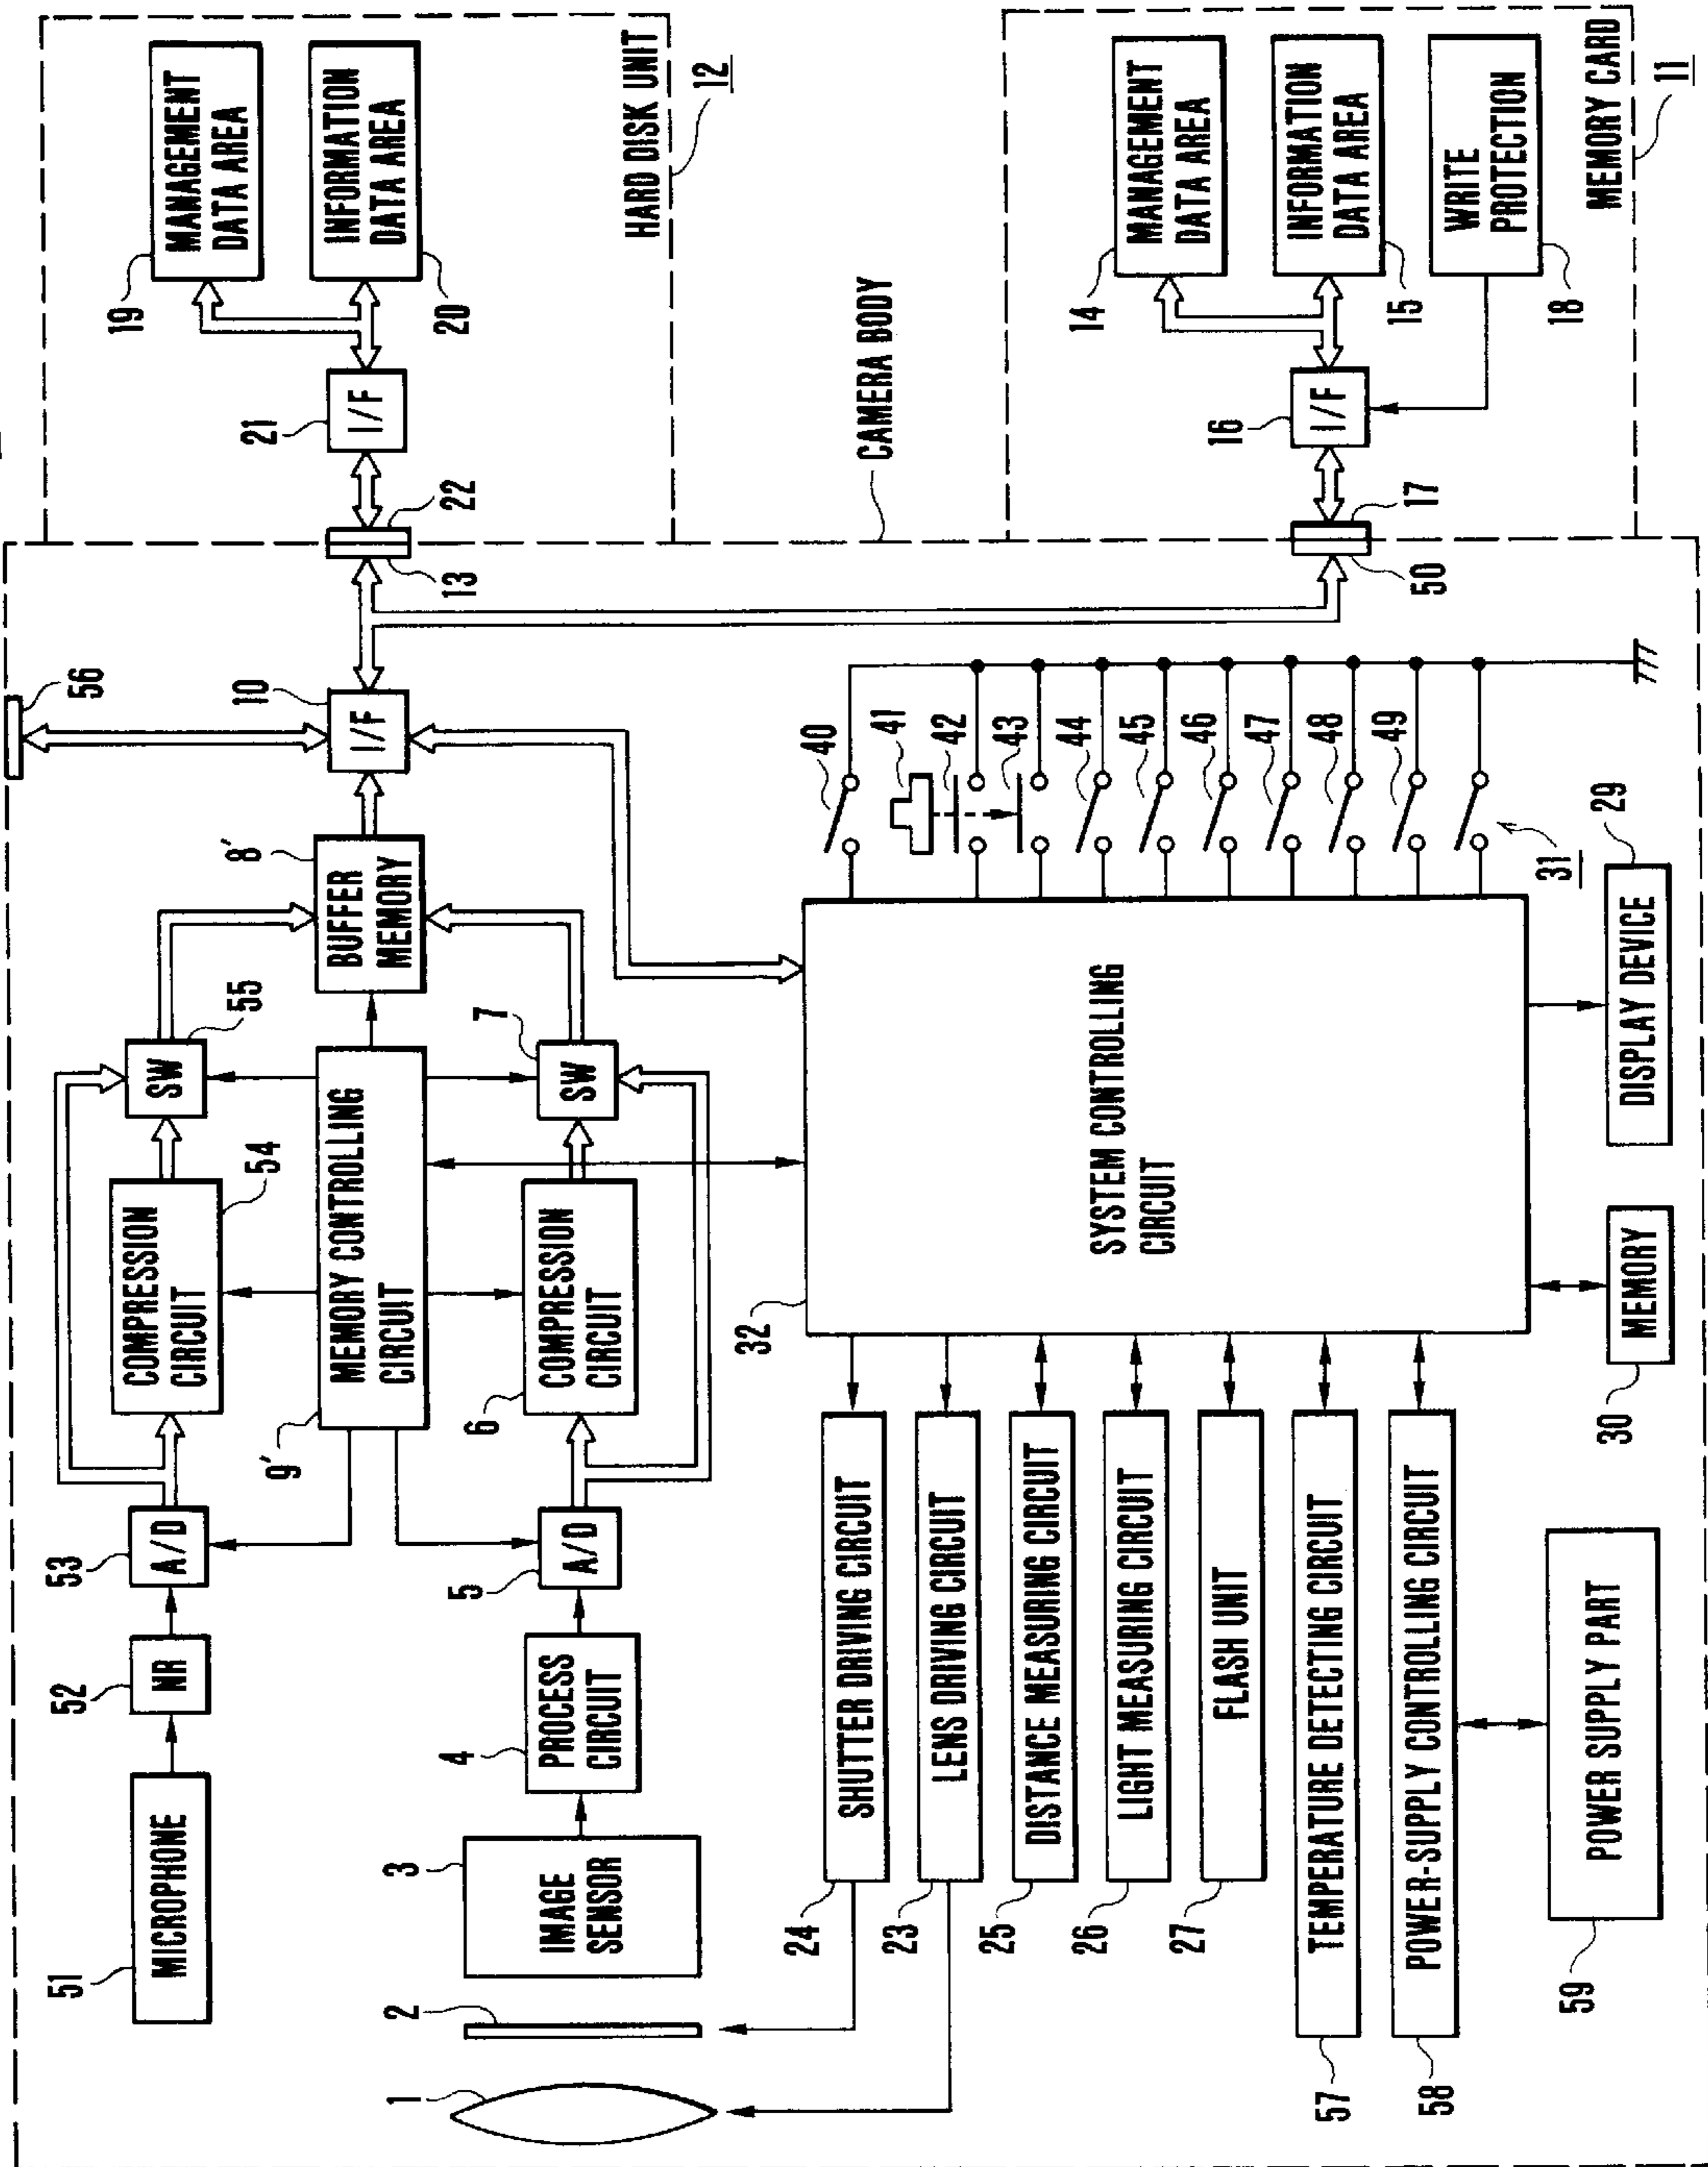 51
MICROPHONE
52
NR
53
A/D
54
COMPRESSION
CIRCUIT
55
SW
56
9'
MEMORY CONTROLLING
CIRCUIT
8'
BUFFER
MEMORY
10
I/F
13
22
21
I/F
19
MANAGEMENT
DATA AREA
20
INFORMATION
DATA AREA
HARD DISK UNIT
12
1
2
3
IMAGE
SENSOR
4
PROCESS
CIRCUIT
5
A/D
6
COMPRESSION
CIRCUIT
7
SW
CAMERA BODY
24
SHUTTER DRIVING CIRCUIT
23
LENS DRIVING CIRCUIT
25
DISTANCE MEASURING CIRCUIT
26
LIGHT MEASURING CIRCUIT
27
FLASH UNIT
57
TEMPERATURE DETECTING CIRCUIT
58
POWER-SUPPLY CONTROLLING CIRCUIT
59
POWER SUPPLY PART
32
SYSTEM CONTROLLING
CIRCUIT
30
MEMORY
29
DISPLAY DEVICE
40
41
42
43
44
45
46
47
48
49
31
50
17
16
I/F
14
MANAGEMENT
DATA AREA
15
INFORMATION
DATA AREA
18
WRITE
PROTECTION
MEMORY CARD
11